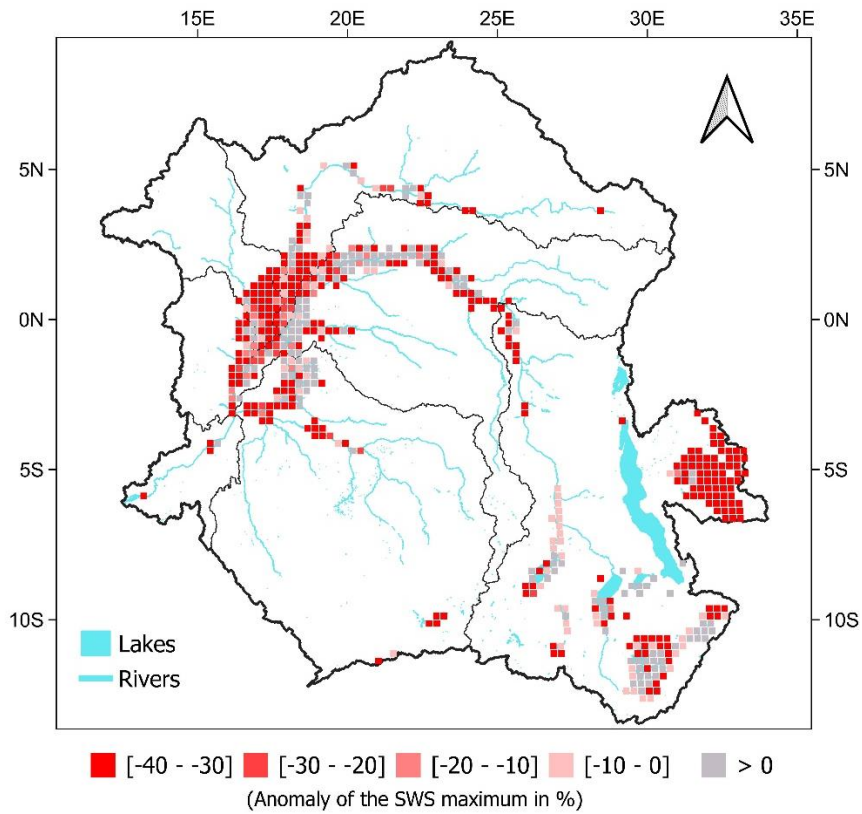 15E 20E 25E 30E 35E
5N 5N
0N 0N
5S 5S
10S 10S
Lakes
Rivers
[-40 - -30] [-30 - -20] [-20 - -10] [-10 - 0] > 0
(Anomaly of the SWS maximum in %)